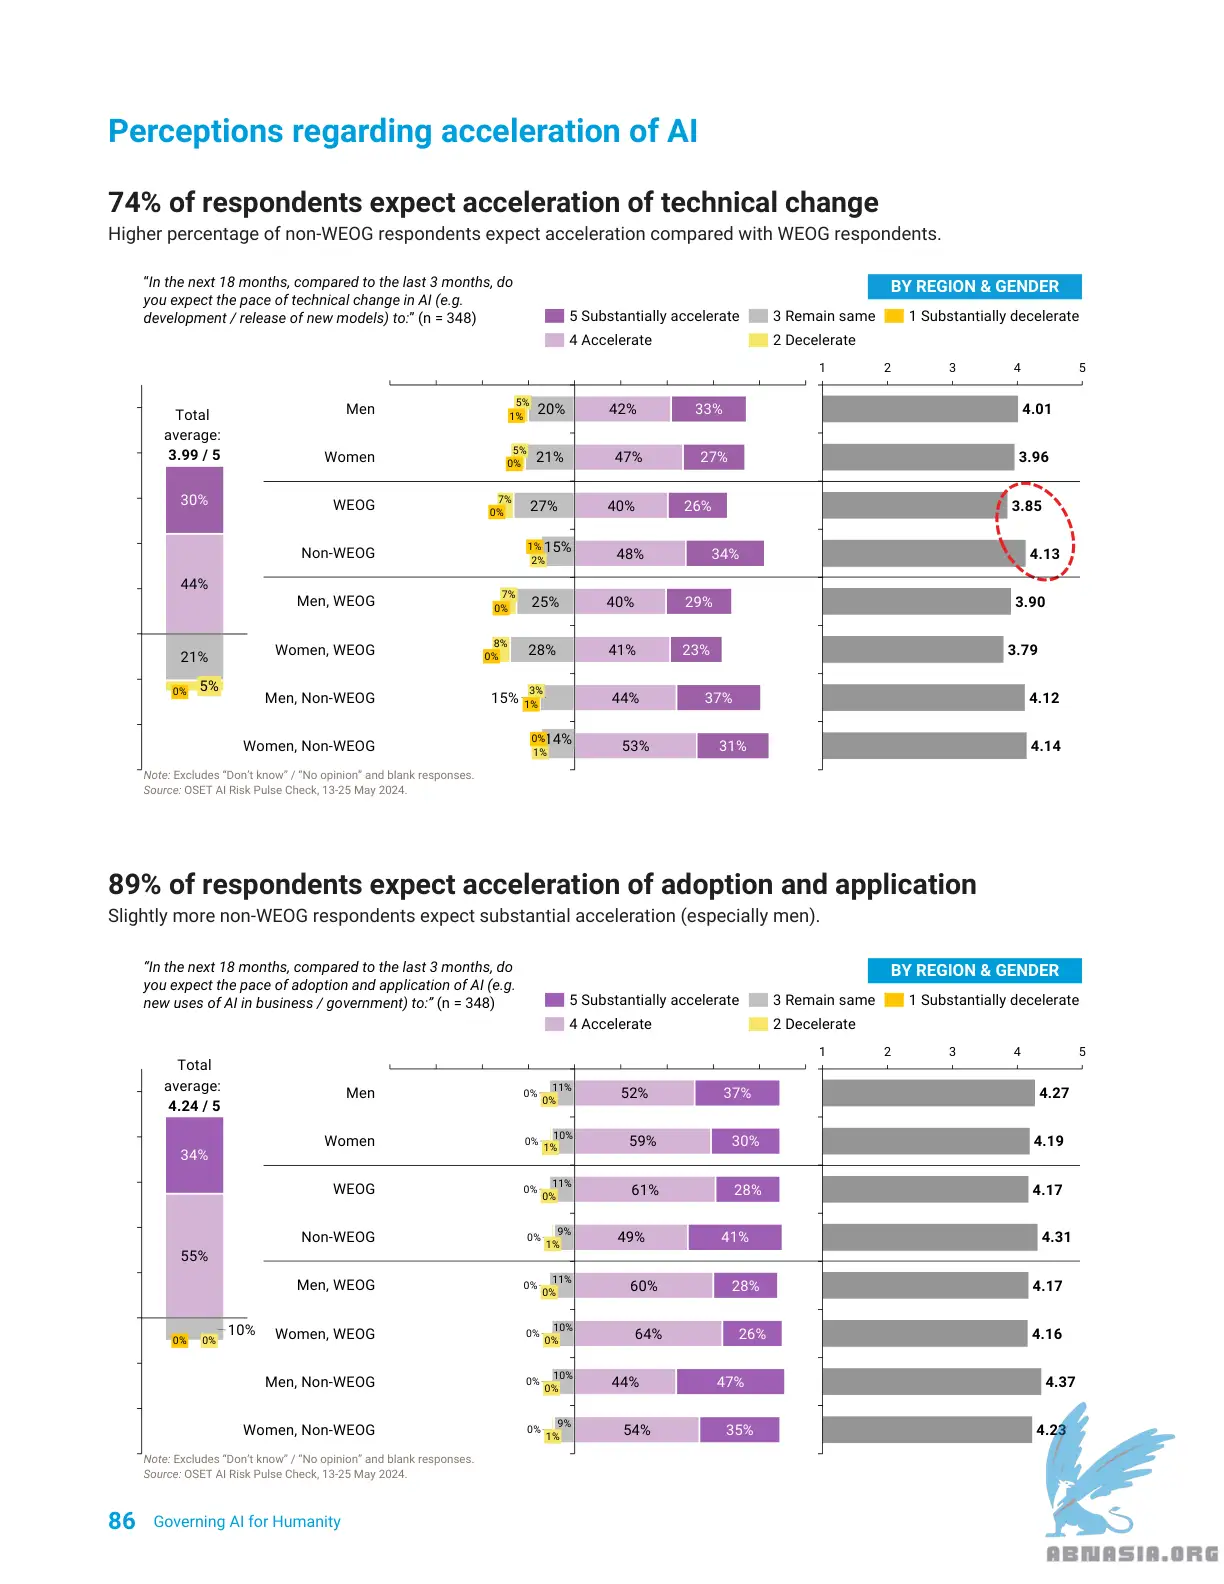 Perceptions regarding acceleration of AI
74% of respondents expect acceleration of technical change
Higher percentage of non-WEOG respondents expect acceleration compared with WEOG respondents.
“In the next 18 months, compared to the last 3 months, do
you expect the pace of technical change in AI (e.g.
development / release of new models) to:” (n = 348)
BY REGION & GENDER
5 Substantially accelerate 3 Remain same 1 Substantially decelerate
4 Accelerate 2 Decelerate
1 2 3 4 5
Total
average:
3.99 / 5
30%
44%
21%
0% 5%
Men 5% 1% 20% 42% 33% 4.01
Women 5% 0% 21% 47% 27% 3.96
WEOG 7% 0% 27% 40% 26% 3.85
Non-WEOG 1% 2% 15% 48% 34% 4.13
Men, WEOG 7% 0% 25% 40% 29% 3.90
Women, WEOG 8% 0% 28% 41% 23% 3.79
Men, Non-WEOG 15% 3% 1% 44% 37% 4.12
Women, Non-WEOG 0% 1% 14% 53% 31% 4.14
Note: Excludes “Don’t know” / “No opinion” and blank responses.
Source: OSET AI Risk Pulse Check, 13-25 May 2024.
89% of respondents expect acceleration of adoption and application
Slightly more non-WEOG respondents expect substantial acceleration (especially men).
“In the next 18 months, compared to the last 3 months, do
you expect the pace of adoption and application of AI (e.g.
new uses of AI in business / government) to:” (n = 348)
BY REGION & GENDER
5 Substantially accelerate 3 Remain same 1 Substantially decelerate
4 Accelerate 2 Decelerate
1 2 3 4 5
Total
average:
4.24 / 5
34%
55%
10%
0% 0%
Men 0% 0% 11% 52% 37% 4.27
Women 0% 1% 10% 59% 30% 4.19
WEOG 0% 0% 11% 61% 28% 4.17
Non-WEOG 0% 1% 9% 49% 41% 4.31
Men, WEOG 0% 0% 11% 60% 28% 4.17
Women, WEOG 0% 0% 10% 64% 26% 4.16
Men, Non-WEOG 0% 0% 10% 44% 47% 4.37
Women, Non-WEOG 0% 1% 9% 54% 35% 4.23
Note: Excludes “Don’t know” / “No opinion” and blank responses.
Source: OSET AI Risk Pulse Check, 13-25 May 2024.
86 Governing AI for Humanity
ABNASIA.ORG